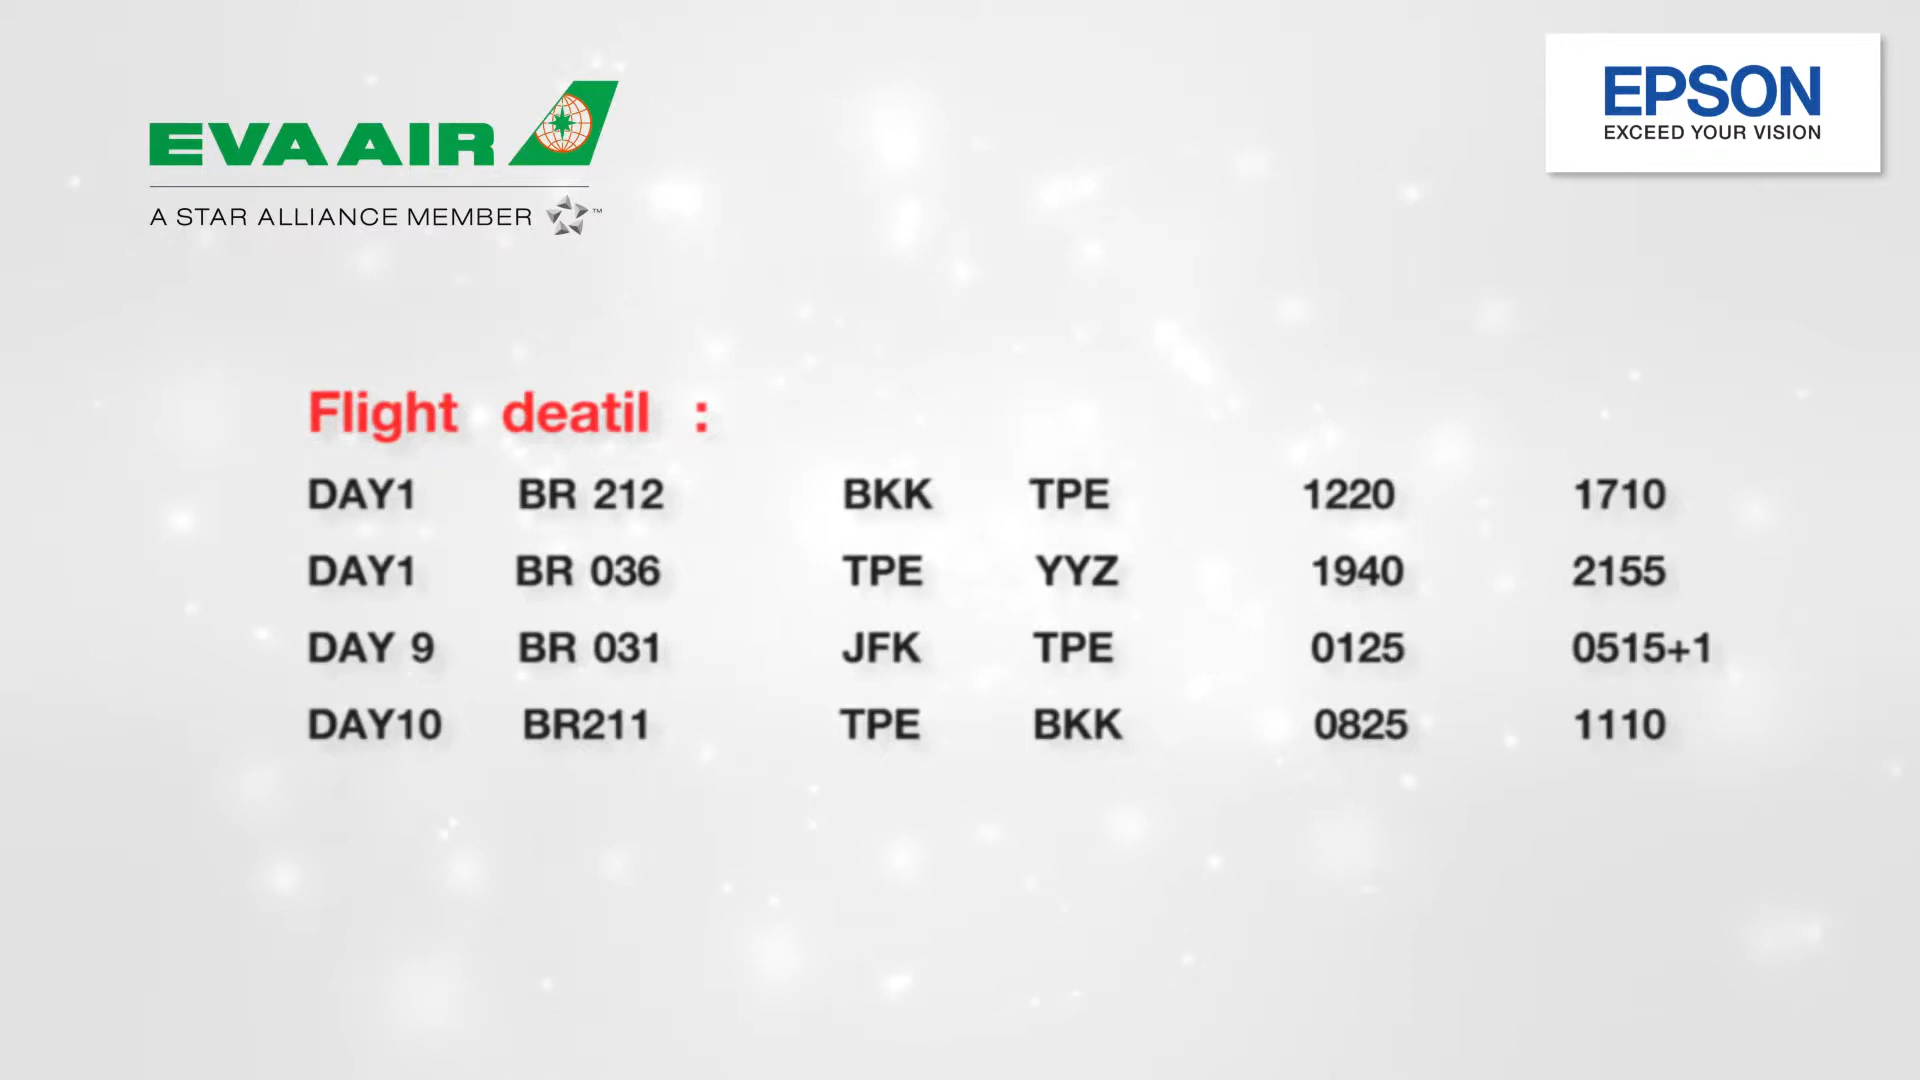 EVA AIR
A STAR ALLIANCE MEMBER ™
EPSON
EXCEED YOUR VISION
Flight deatil :
DAY1 BR 212 BKK TPE 1220 1710
DAY1 BR 036 TPE YYZ 1940 2155
DAY 9 BR 031 JFK TPE 0125 0515+1
DAY10 BR211 TPE BKK 0825 1110